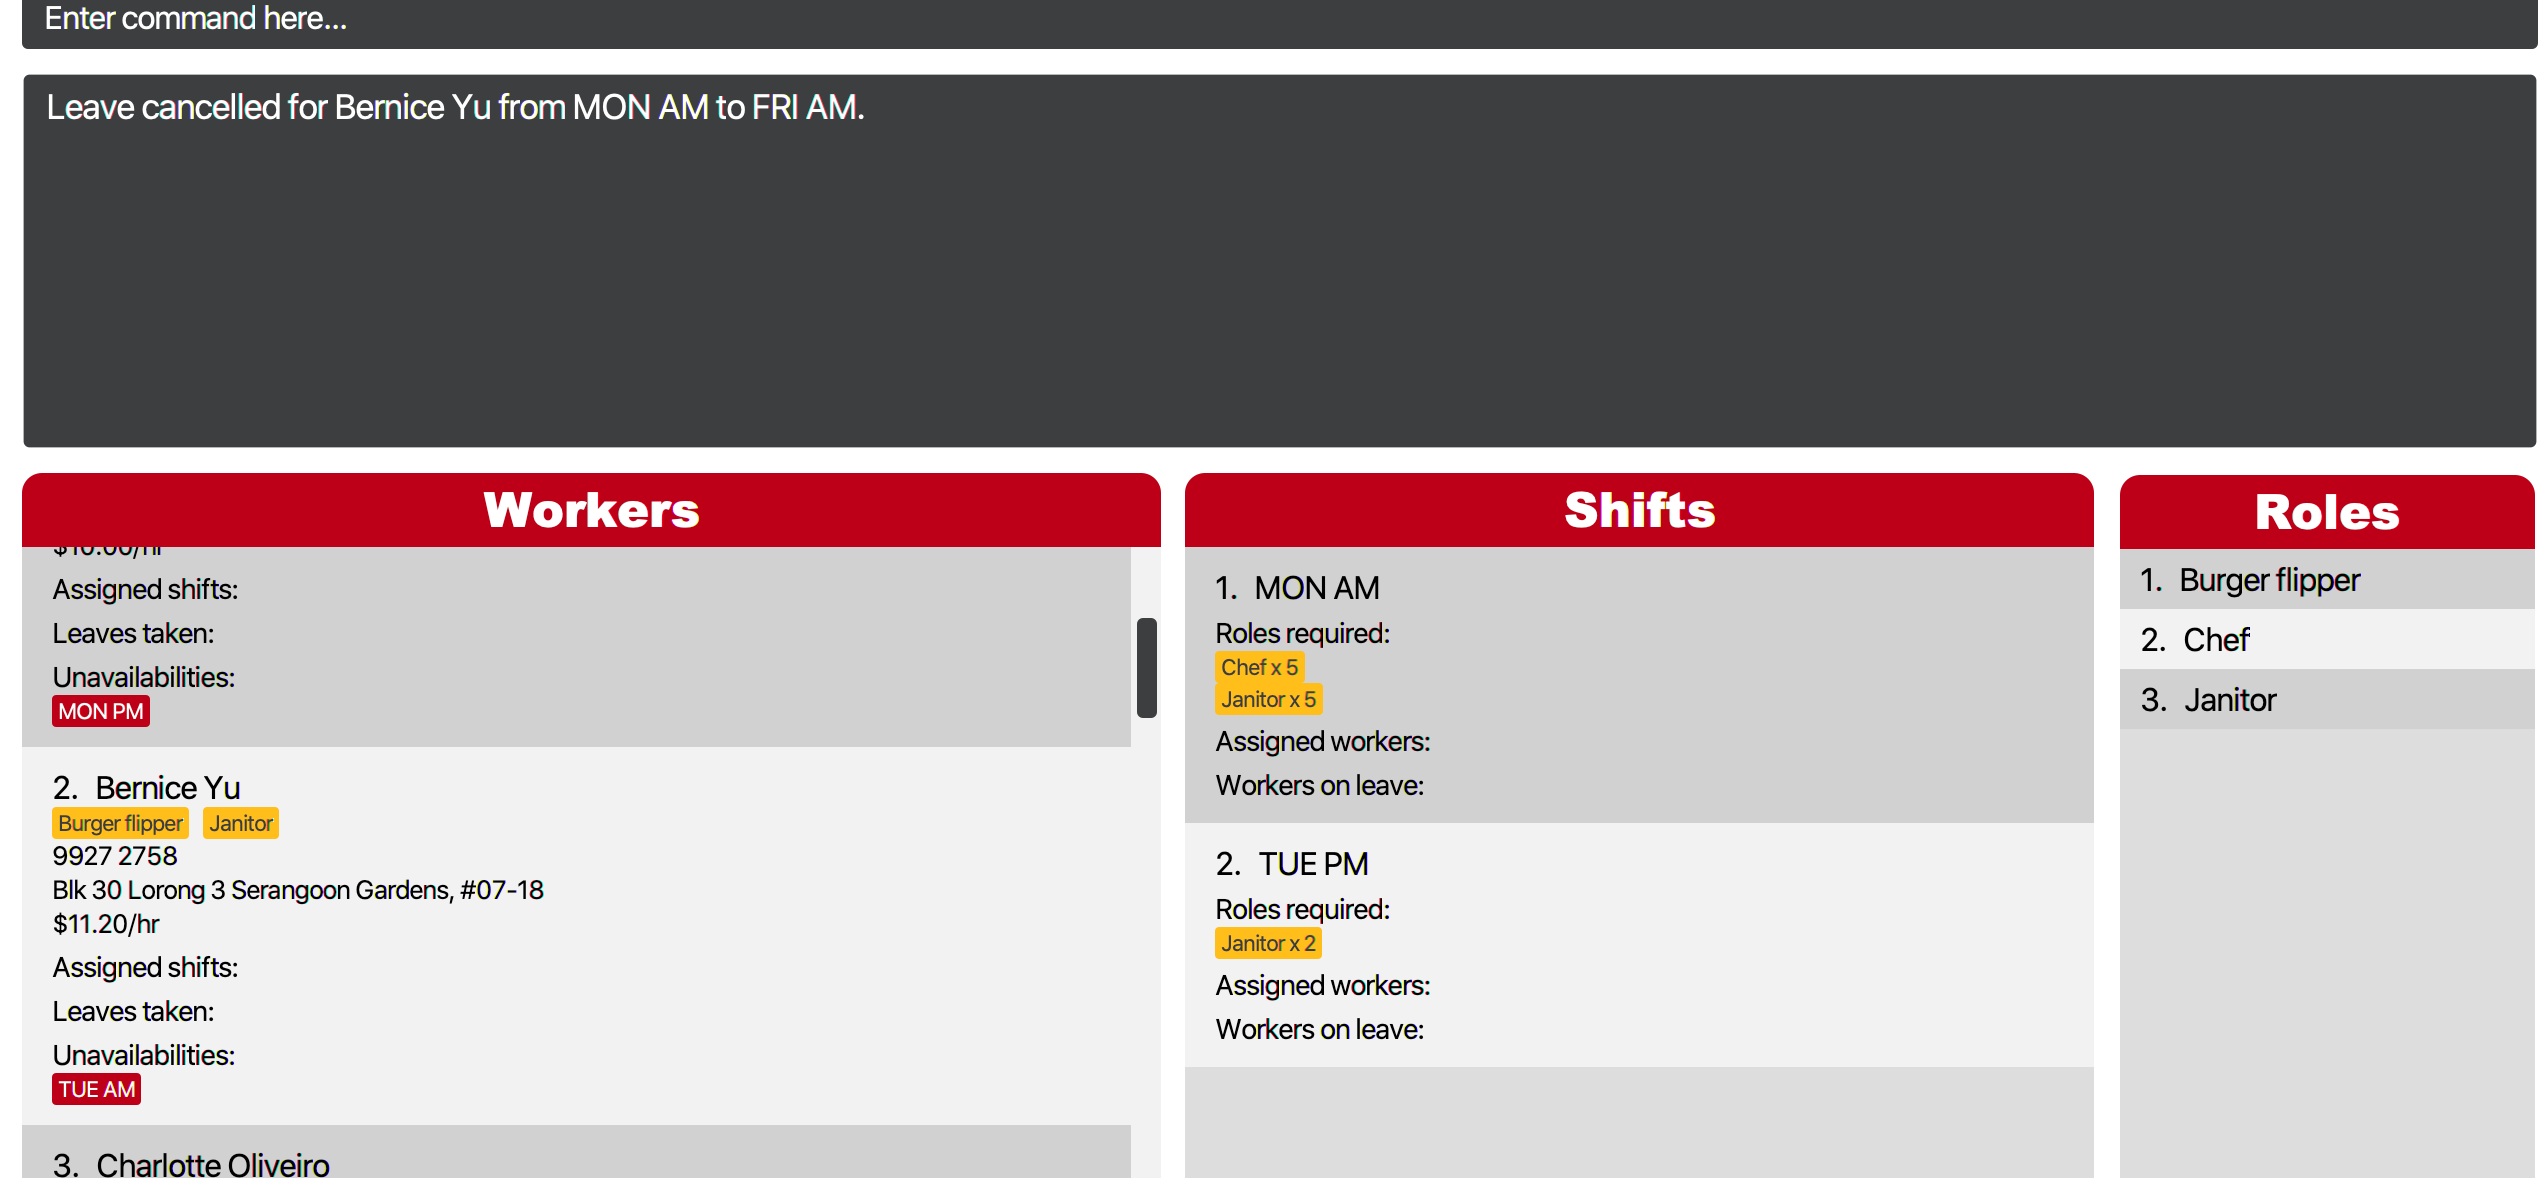 Enter command here...
Leave cancelled for Bernice Yu from MON AM to FRI AM.
Workers
Assigned shifts:
Leaves taken:
Unavailabilities:
MON PM
2. Bernice Yu
Burger flipper Janitor
9927 2758
Blk 30 Lorong 3 Serangoon Gardens, #07-18
$11.20/hr
Assigned shifts:
Leaves taken:
Unavailabilities:
TUE AM
3. Charlotte Oliveiro
Shifts
1. MON AM
Roles required:
Chef x 5
Janitor x 5
Assigned workers:
Workers on leave:
2. TUE PM
Roles required:
Janitor x 2
Assigned workers:
Workers on leave:
Roles
1. Burger flipper
2. Chef
3. Janitor